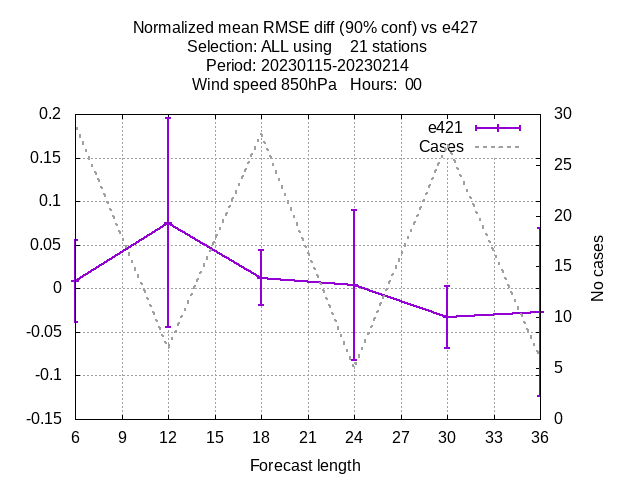 Normalized mean RMSE diff (90% conf) vs e427
Selection: ALL using    21 stations
Period: 20230115-20230214
Wind speed 850hPa   Hours:  00
e421
Cases
0.2
0.15
0.1
0.05
0
-0.05
-0.1
-0.15
30
25
20
15
10
5
0
No cases
6 9 12 15 18 21 24 27 30 33 36
Forecast length